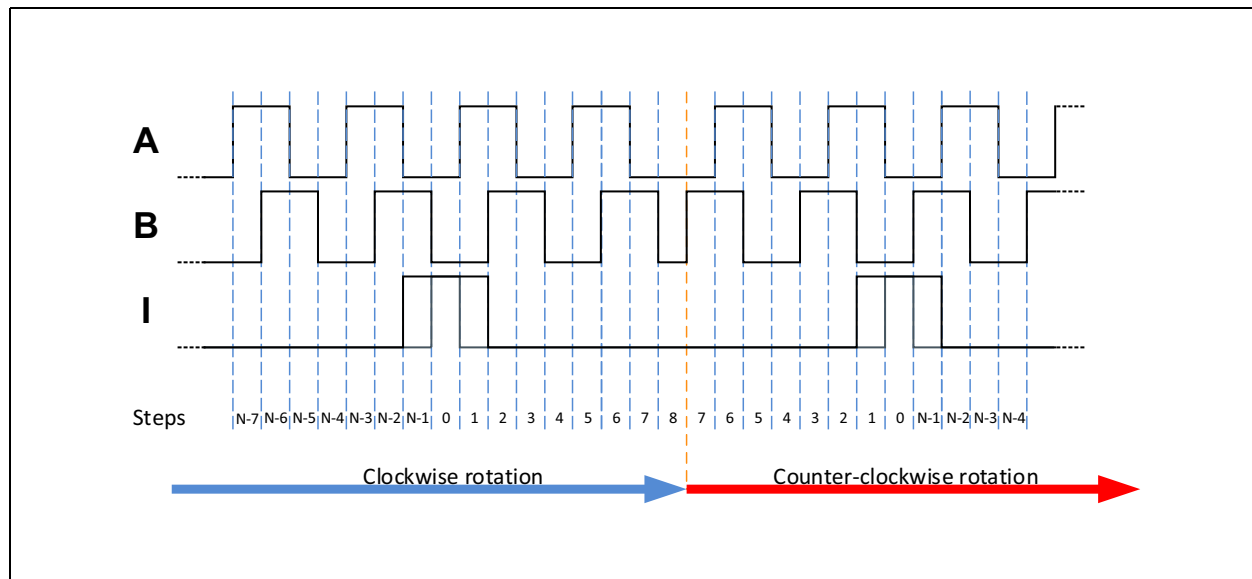 A
B
I
Steps N-7 N-6 N-5 N-4 N-3 N-2 N-1 0 1 2 3 4 5 6 7 8 7 6 5 4 3 2 1 0 N-1 N-2 N-3 N-4
Clockwise rotation Counter-clockwise rotation